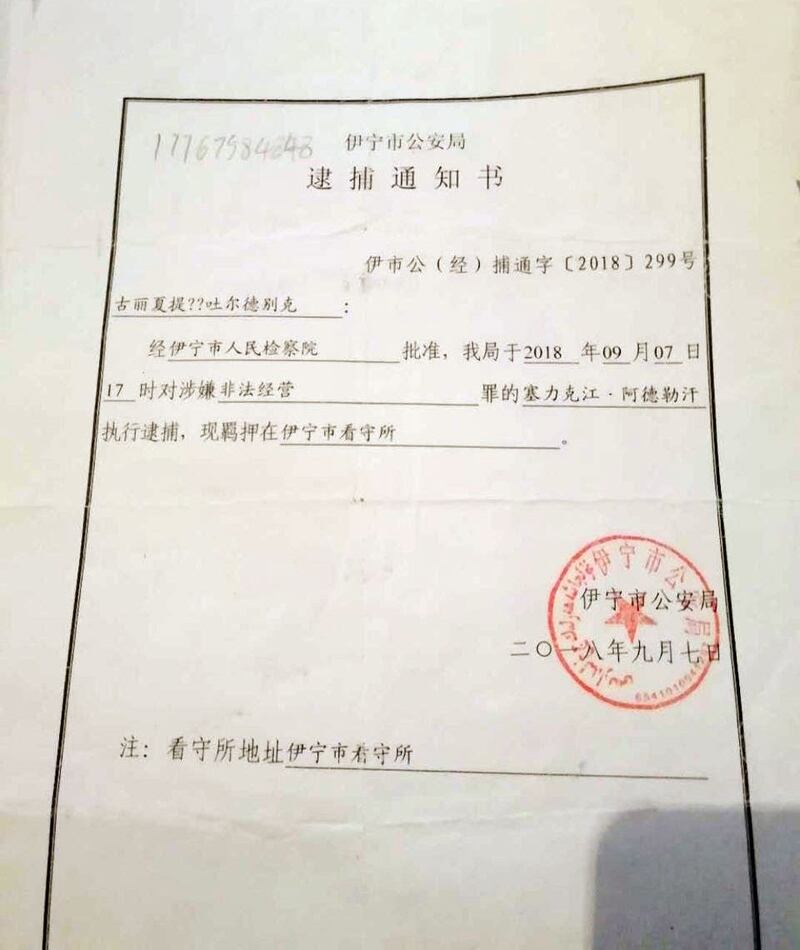 伊宁市公安局
逮捕通知书
伊市公（经）捕通字〔2018〕299号
古丽夏提??吐尔德别克：
经伊宁市人民检察院批准，我局于2018年09月07日
17时对涉嫌非法经营罪的塞力克江·阿德勒汗
执行逮捕，现羁押在伊宁市看守所。
伊宁市公安局
伊宁市公安局
二〇一八年九月七日
注：看守所地址伊宁市看守所